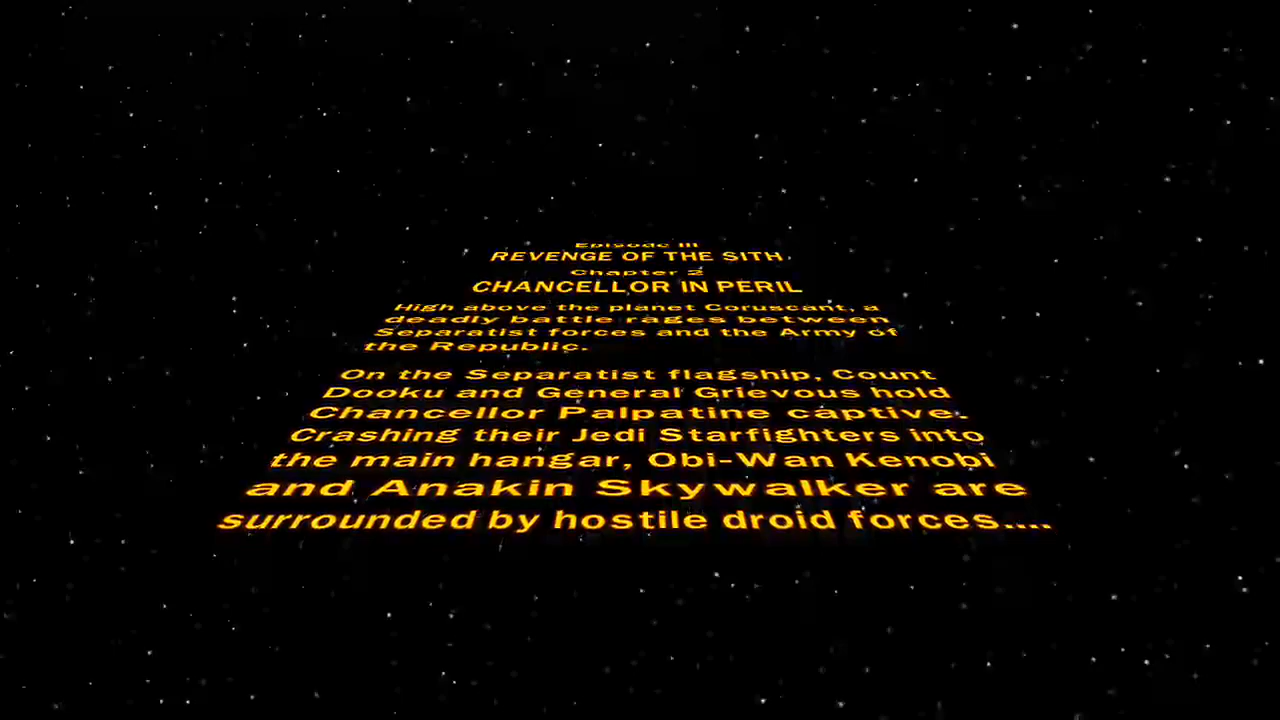 Episode III
REVENGE OF THE SITH
Chapter 2
CHANCELLOR IN PERIL
High above the planet Coruscant, a
deadly battle rages between
Separatist forces and the Army of
the Republic.
On the Separatist flagship, Count
Dooku and General Grievous hold
Chancellor Palpatine captive.
Crashing their Jedi Starfighters into
the main hangar, Obi-Wan Kenobi
and Anakin Skywalker are
surrounded by hostile droid forces....